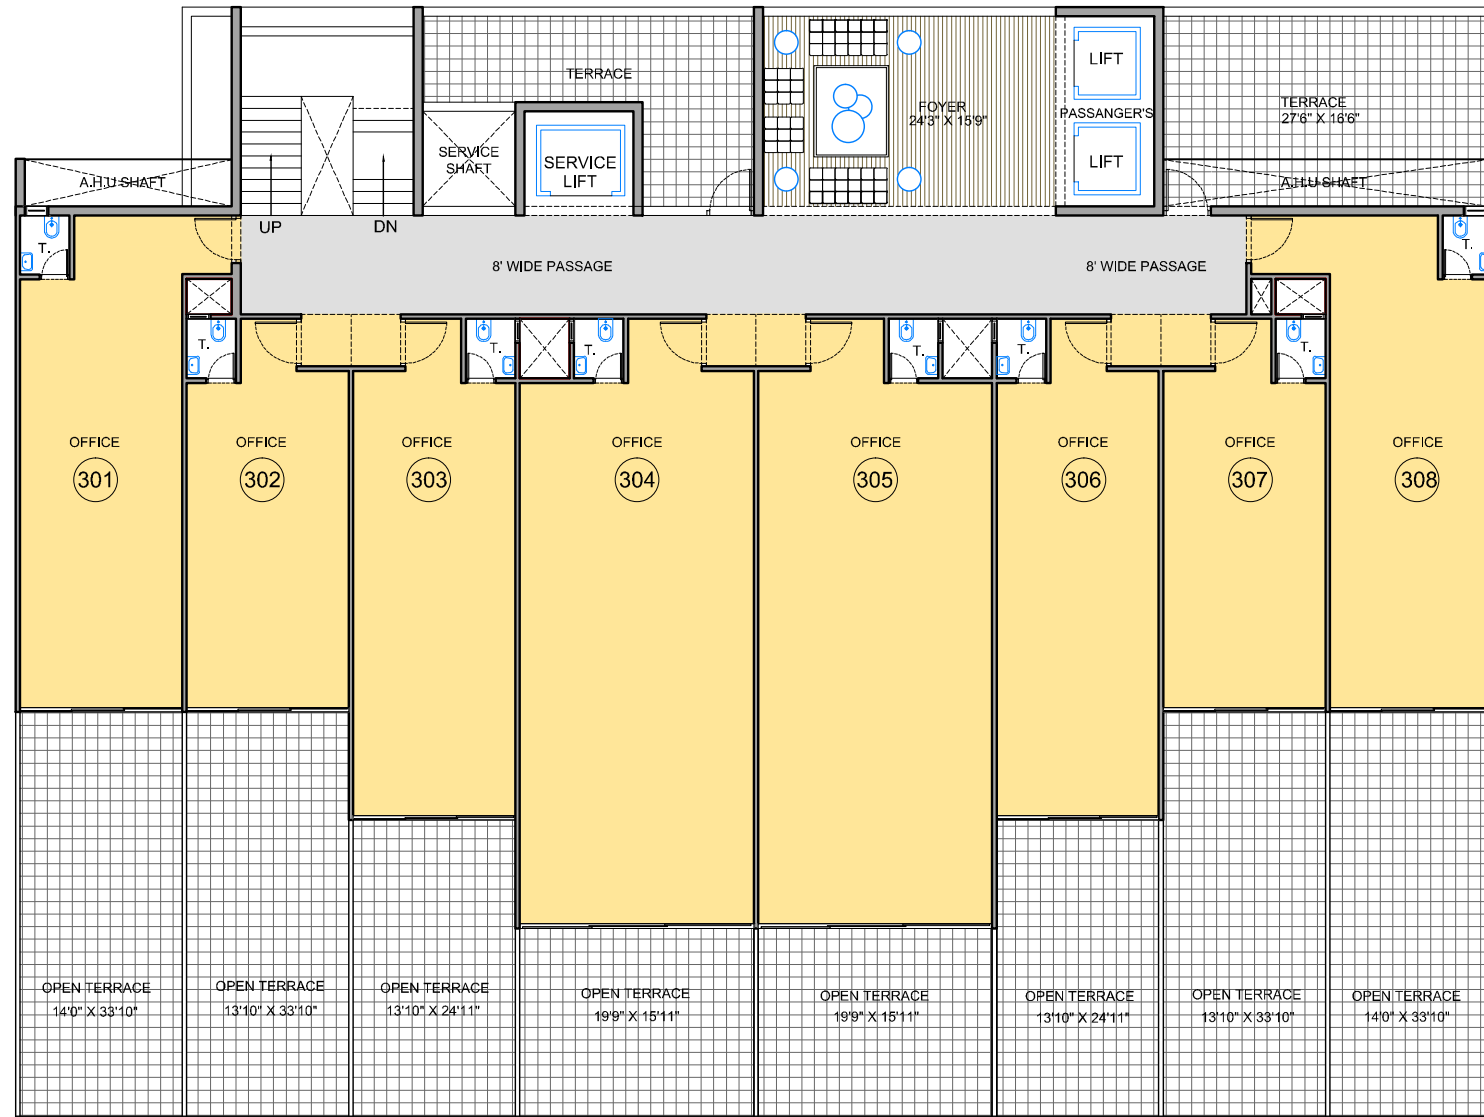 TERRACE
FOYER
24'3" X 15'9"
LIFT
PASSANGER'S
LIFT
TERRACE
27'6" X 16'6"
SERVICE
SHAFT
SERVICE
LIFT
A.H.U SHAFT
A.H.U SHAFT
UP
DN
T.
T.
8' WIDE PASSAGE
8' WIDE PASSAGE
T.
T.
T.
T.
T.
T.
OFFICE
301
OFFICE
302
OFFICE
303
OFFICE
304
OFFICE
305
OFFICE
306
OFFICE
307
OFFICE
308
OPEN TERRACE
14'0" X 33'10"
OPEN TERRACE
13'10" X 33'10"
OPEN TERRACE
13'10" X 24'11"
OPEN TERRACE
19'9" X 15'11"
OPEN TERRACE
19'9" X 15'11"
OPEN TERRACE
13'10" X 24'11"
OPEN TERRACE
13'10" X 33'10"
OPEN TERRACE
14'0" X 33'10"